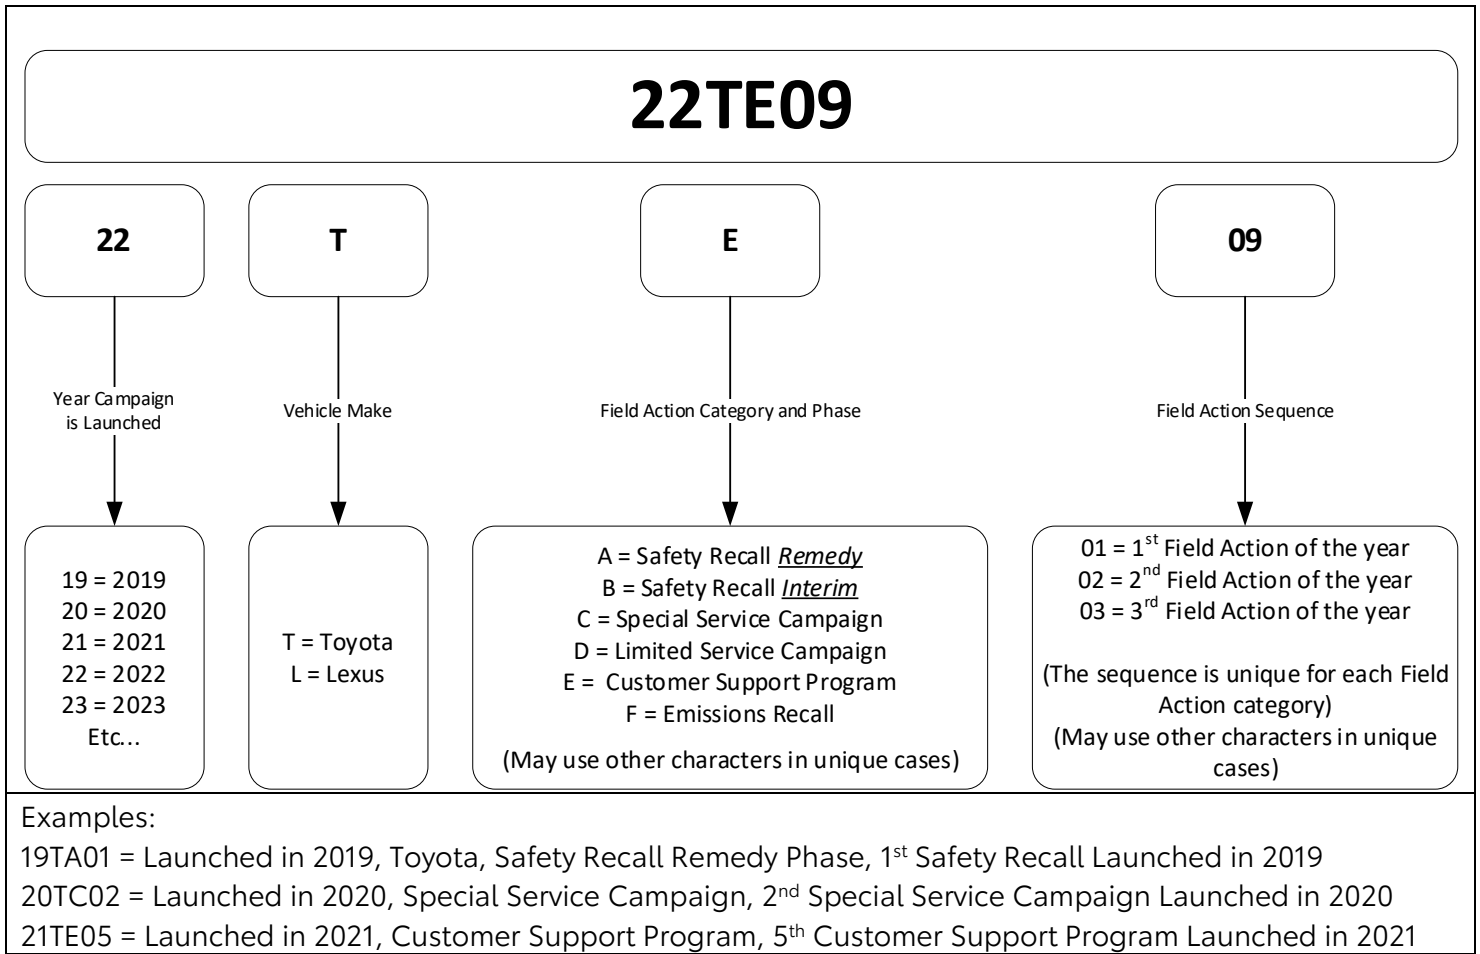 22TE09
22
T
E
09
Year Campaign
is Launched
Vehicle Make
Field Action Category and Phase
Field Action Sequence
19 = 2019
20 = 2020
21 = 2021
22 = 2022
23 = 2023
Etc...
T = Toyota
L = Lexus
A = Safety Recall Remedy
B = Safety Recall Interim
C = Special Service Campaign
D = Limited Service Campaign
E =  Customer Support Program
F = Emissions Recall
(May use other characters in unique cases)
01 = 1st Field Action of the year
02 = 2nd Field Action of the year
03 = 3rd Field Action of the year
(The sequence is unique for each Field
Action category)
(May use other characters in unique
cases)
Examples:
19TA01 = Launched in 2019, Toyota, Safety Recall Remedy Phase, 1st Safety Recall Launched in 2019
20TC02 = Launched in 2020, Special Service Campaign, 2nd Special Service Campaign Launched in 2020
21TE05 = Launched in 2021, Customer Support Program, 5th Customer Support Program Launched in 2021